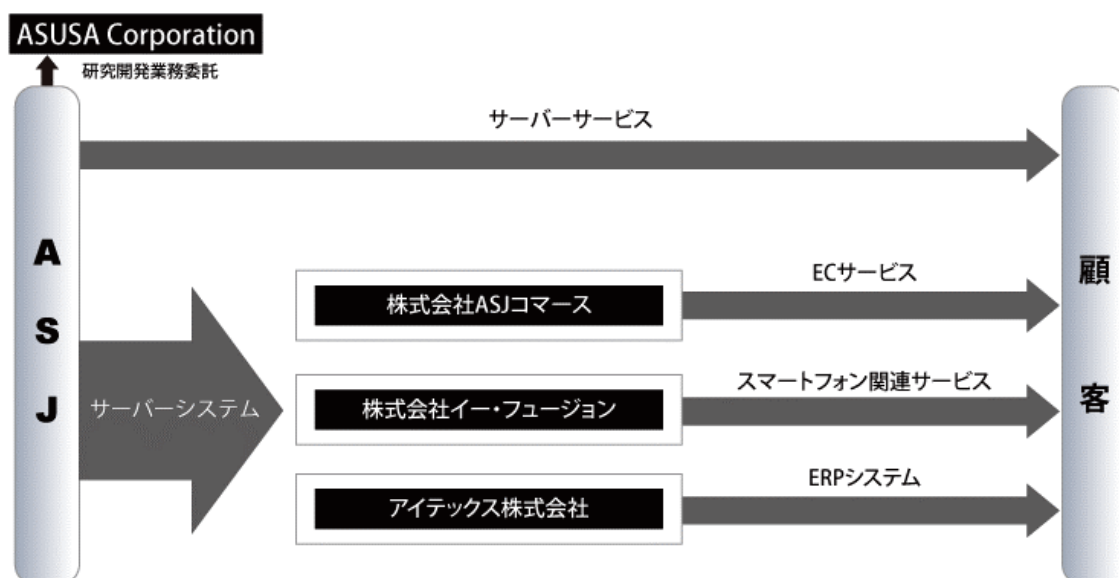 ASUSA Corporation
研究開発業務委託
サーバーサービス
ASJ
顧客
サーバーシステム
株式会社ASJコマース
ECサービス
株式会社イー・フュージョン
スマートフォン関連サービス
アイテックス株式会社
ERPシステム